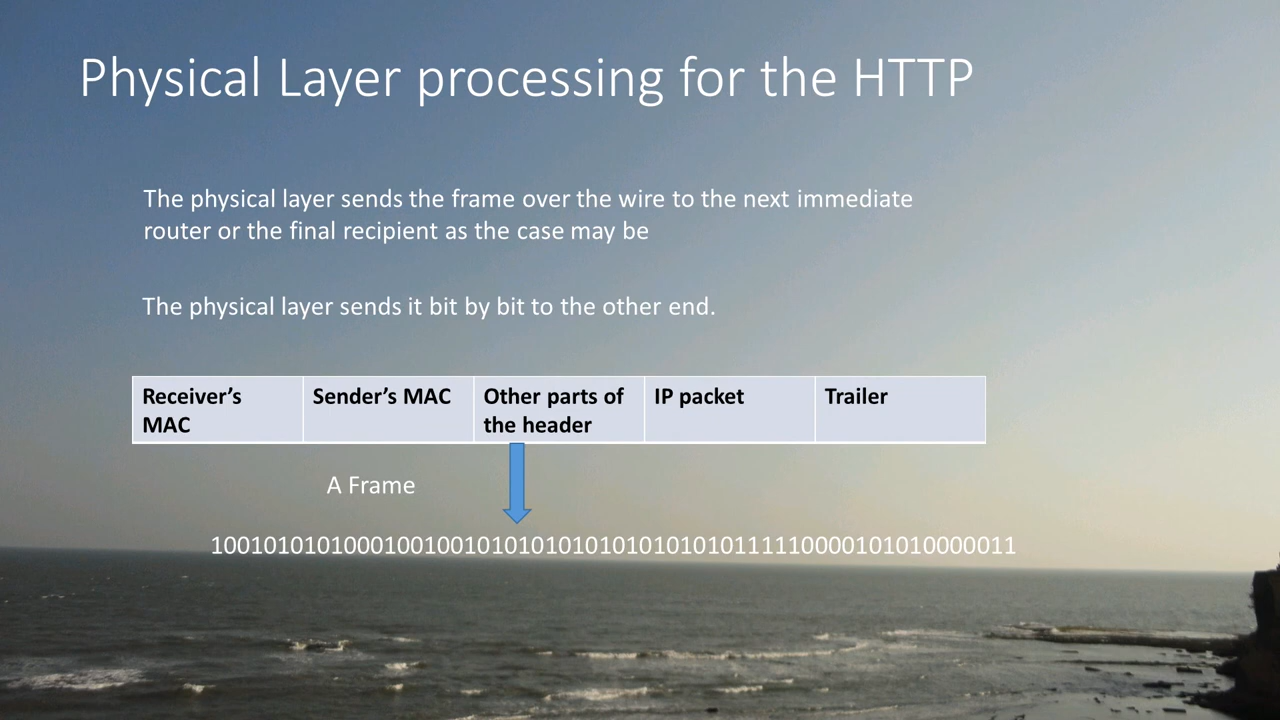 Physical Layer processing for the HTTP
The physical layer sends the frame over the wire to the next immediate
router or the final recipient as the case may be
The physical layer sends it bit by bit to the other end.
Receiver’s
MAC
Sender’s MAC
Other parts of
the header
IP packet
Trailer
A Frame
10010101010001001001010101010101010101010111110000101010000011